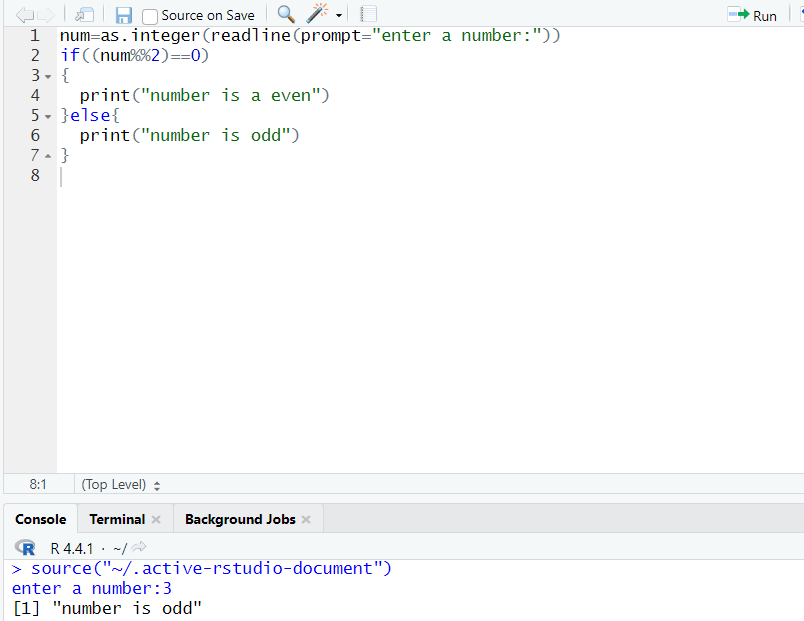 Source on Save Run
1 num=as.integer(readline(prompt="enter a number:"))
2 if((num%%2)==0)
3 {
4   print("number is a even")
5 }else{
6   print("number is odd")
7 }
8
8:1 (Top Level)
Console Terminal Background Jobs
R R 4.4.1 · ~/
> source("~/.active-rstudio-document")
enter a number:3
[1] "number is odd"